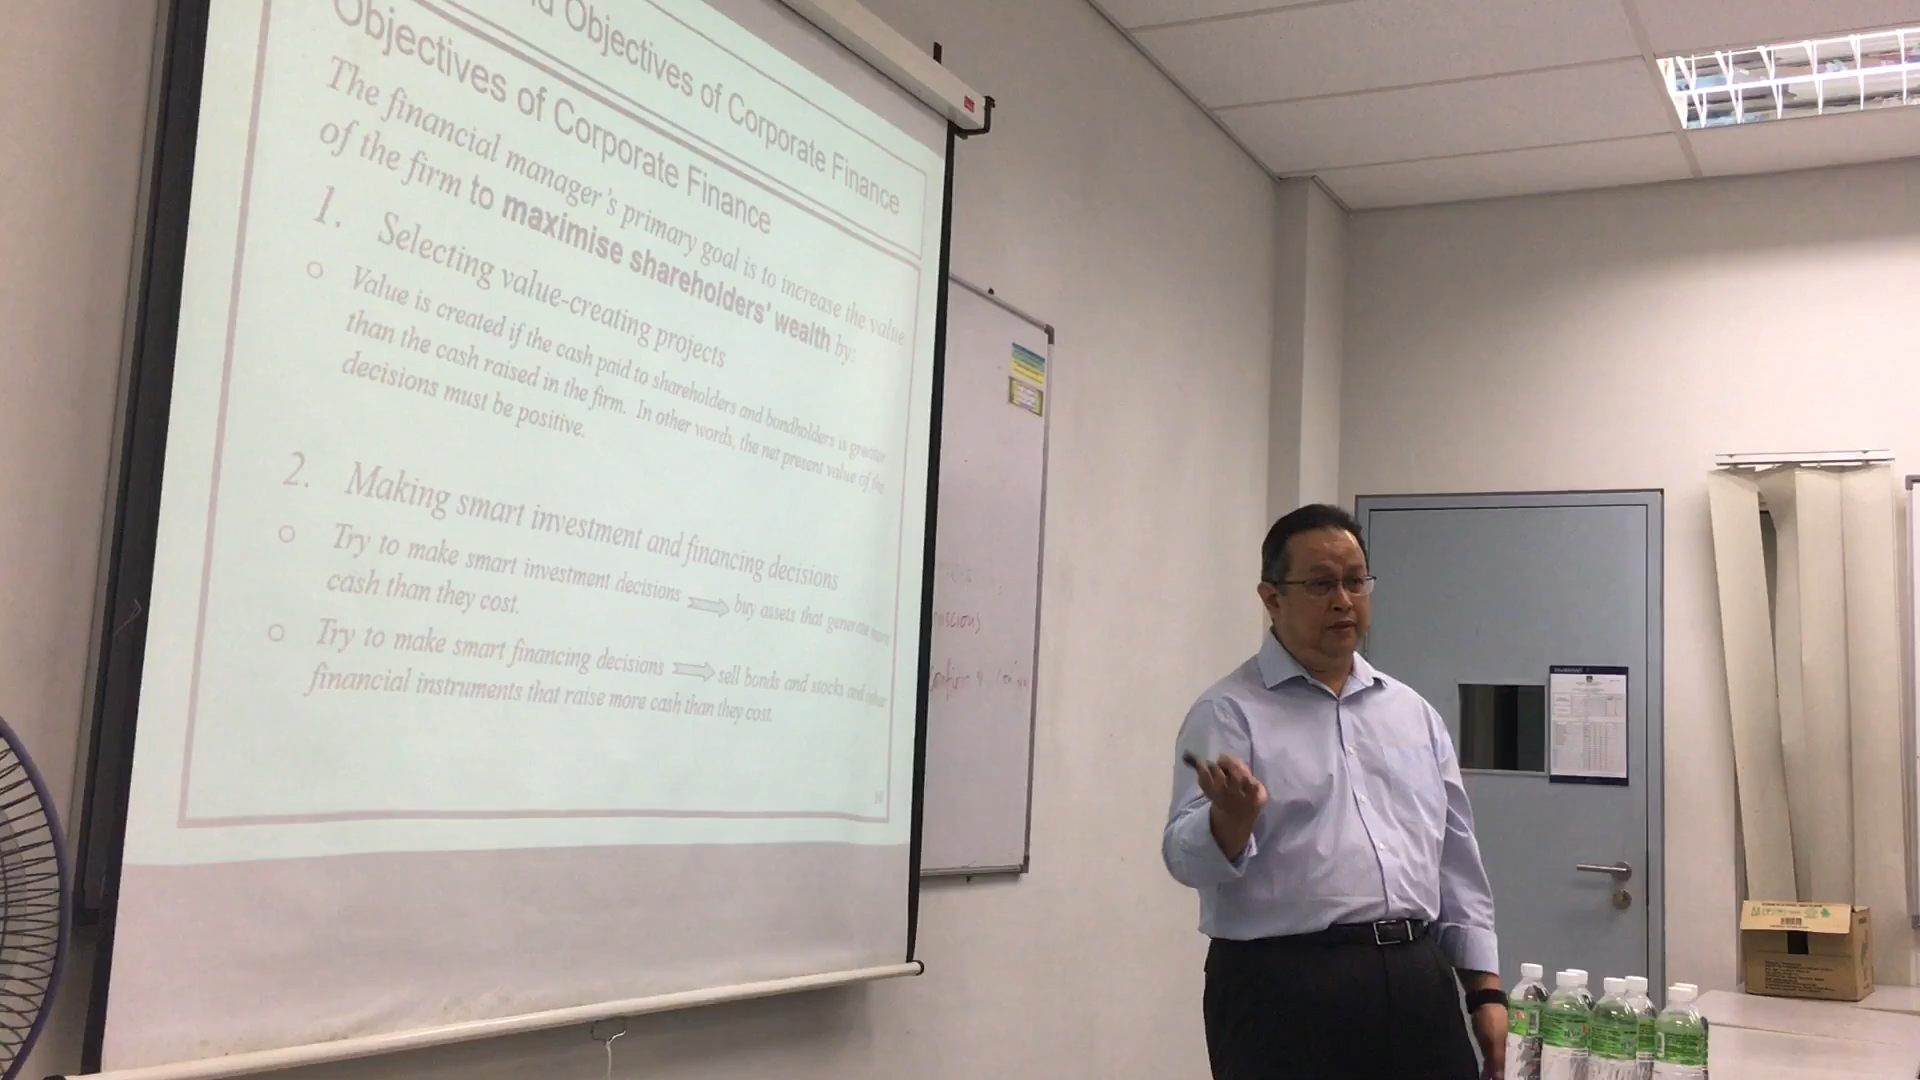 nd Objectives of Corporate Finance
Objectives of Corporate Finance
The financial manager's primary goal is to increase the value
of the firm to maximise shareholders' wealth by:
1. Selecting value-creating projects
o Value is created if the cash paid to shareholders and bondholders is greater
than the cash raised in the firm. In other words, the net present value of the
decisions must be positive.
2. Making smart investment and financing decisions
o Try to make smart investment decisions ⇒ buy assets that generate more
cash than they cost.
o Try to make smart financing decisions ⇒ sell bonds and stocks and other
financial instruments that raise more cash than they cost.